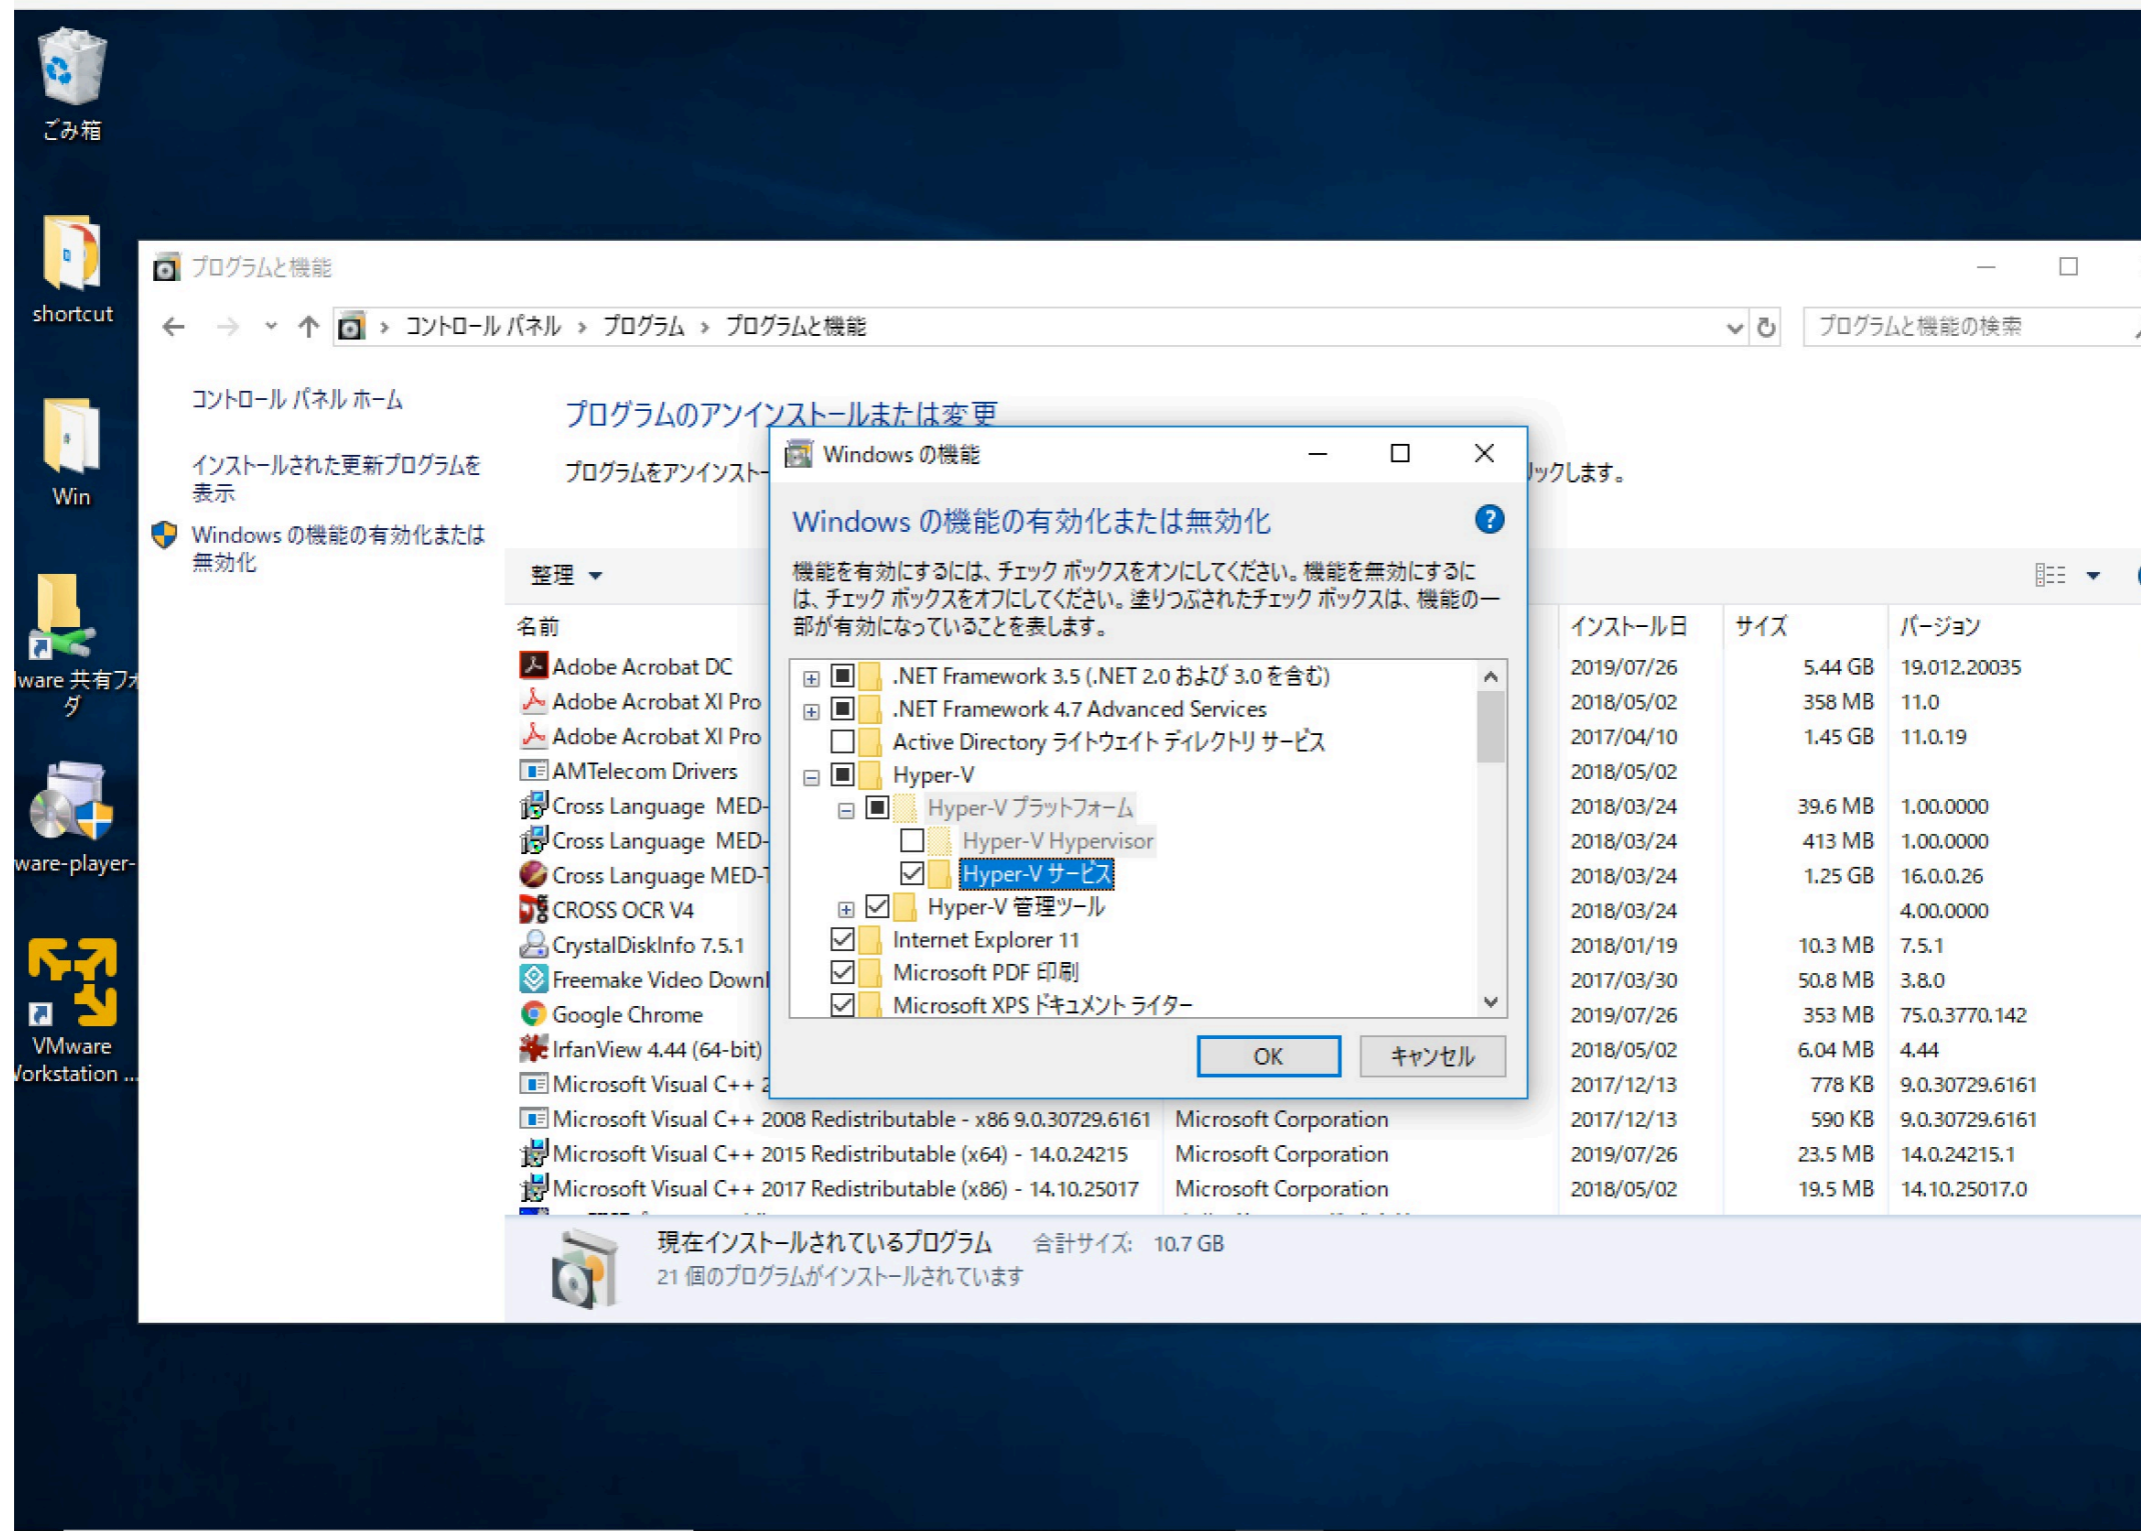 ごみ箱
shortcut
Win
ware 共有フォ
ダ
ware-player-
VMware
orkstation ...
プログラムと機能
コントロール パネル > プログラム > プログラムと機能
プログラムと機能の検索
コントロール パネル ホーム
インストールされた更新プログラムを
表示
Windows の機能の有効化または
無効化
プログラムのアンインストールまたは変更
プログラムをアンインスト
ックします。
整理
名前
インストール日 サイズ バージョン
Adobe Acrobat DC 2019/07/26 5.44 GB 19.012.20035
Adobe Acrobat XI Pro 2018/05/02 358 MB 11.0
Adobe Acrobat XI Pro 2017/04/10 1.45 GB 11.0.19
AMTelecom Drivers 2018/05/02
Cross Language MED- 2018/03/24 39.6 MB 1.00.0000
Cross Language MED- 2018/03/24 413 MB 1.00.0000
Cross Language MED-T 2018/03/24 1.25 GB 16.0.0.26
CROSS OCR V4 2018/03/24 4.00.0000
CrystalDiskInfo 7.5.1 2018/01/19 10.3 MB 7.5.1
Freemake Video Downl 2017/03/30 50.8 MB 3.8.0
Google Chrome 2019/07/26 353 MB 75.0.3770.142
IrfanView 4.44 (64-bit) 2018/05/02 6.04 MB 4.44
Microsoft Visual C++ 2 2017/12/13 778 KB 9.0.30729.6161
Microsoft Visual C++ 2008 Redistributable - x86 9.0.30729.6161 Microsoft Corporation 2017/12/13 590 KB 9.0.30729.6161
Microsoft Visual C++ 2015 Redistributable (x64) - 14.0.24215 Microsoft Corporation 2019/07/26 23.5 MB 14.0.24215.1
Microsoft Visual C++ 2017 Redistributable (x86) - 14.10.25017 Microsoft Corporation 2018/05/02 19.5 MB 14.10.25017.0
現在インストールされているプログラム 合計サイズ: 10.7 GB
21 個のプログラムがインストールされています
Windows の機能
Windows の機能の有効化または無効化
機能を有効にするには、チェック ボックスをオンにしてください。機能を無効にするに
は、チェック ボックスをオフにしてください。塗りつぶされたチェック ボックスは、機能の一
部が有効になっていることを表します。
.NET Framework 3.5 (.NET 2.0 および 3.0 を含む)
.NET Framework 4.7 Advanced Services
Active Directory ライトウェイト ディレクトリ サービス
Hyper-V
Hyper-V プラットフォーム
Hyper-V Hypervisor
Hyper-V サービス
Hyper-V 管理ツール
Internet Explorer 11
Microsoft PDF 印刷
Microsoft XPS ドキュメント ライター
OK キャンセル